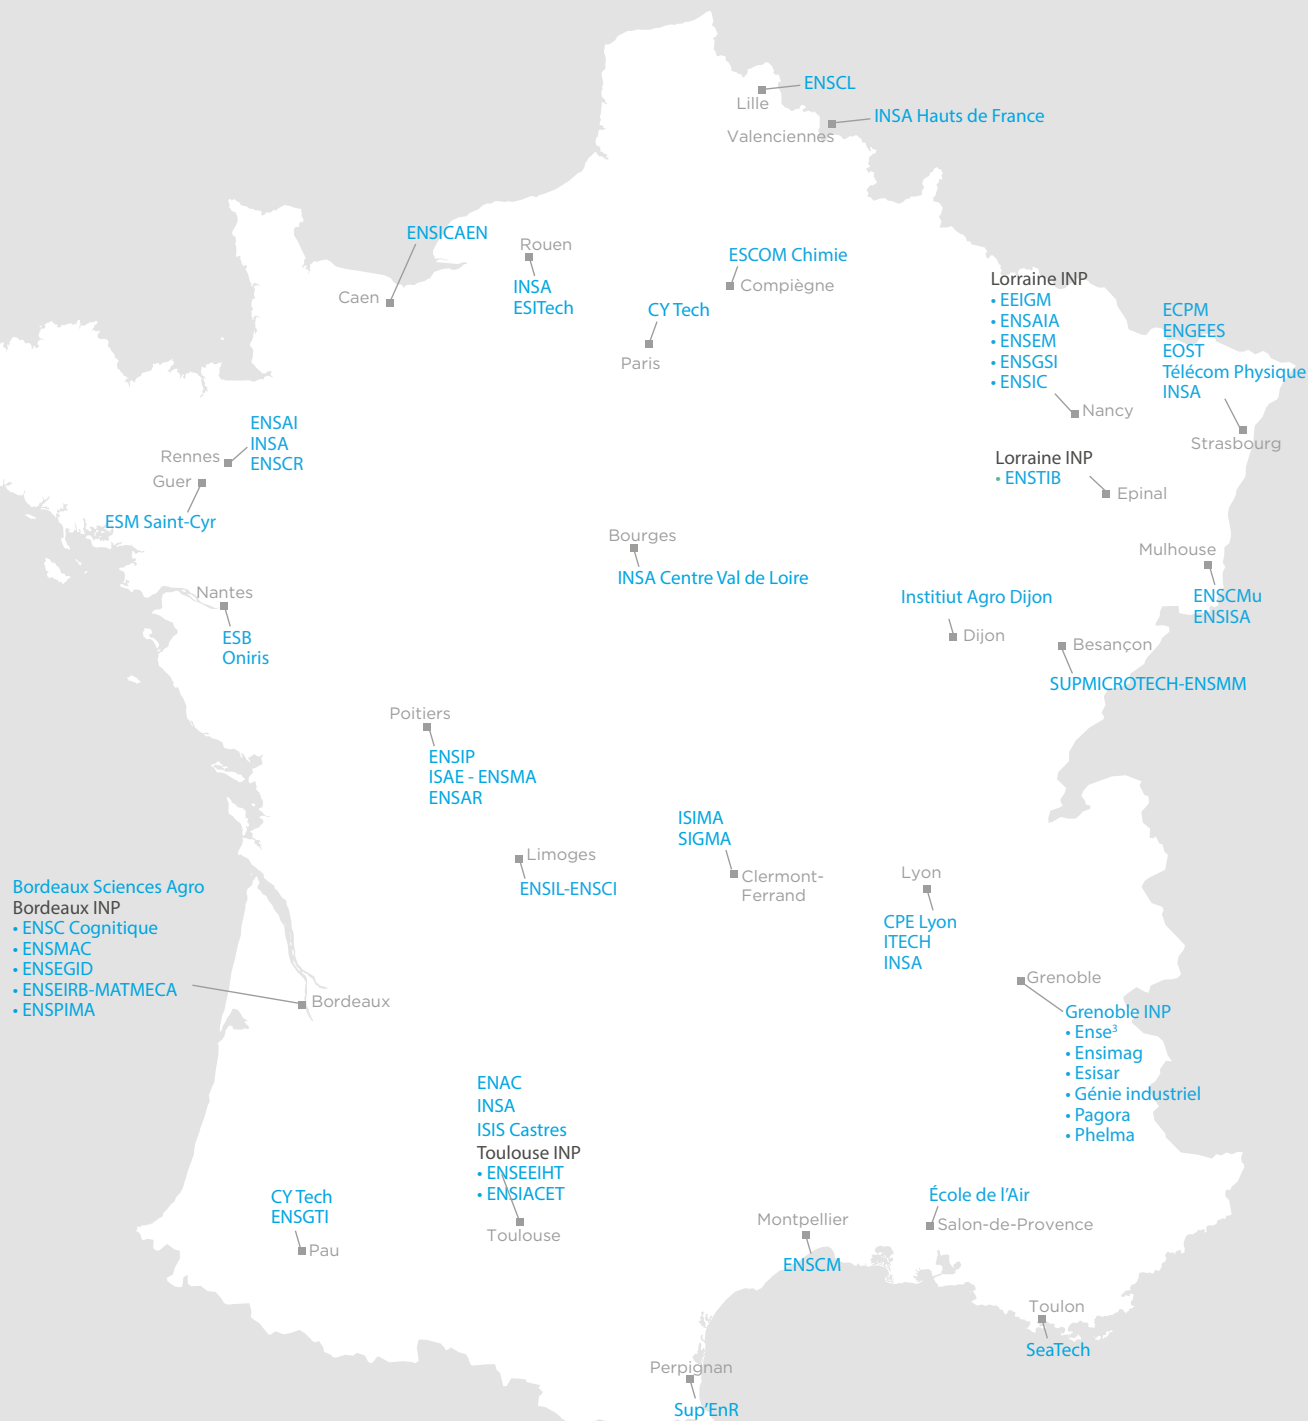 ENSCL
Lille
INSA Hauts de France
Valenciennes
ENSICAEN
Rouen
INSA
ESITech
Caen
ESCOM Chimie
Compiègne
CY Tech
Paris
Lorraine INP
• EEIGM
• ENSAIA
• ENSEM
• ENSGSI
• ENSIC
Nancy
ECPM
ENGEES
EOST
Télécom Physique
INSA
Strasbourg
ENSAI
INSA
ENSCR
Rennes
Guer
ESM Saint-Cyr
Lorraine INP
• ENSTIB
Epinal
Bourges
INSA Centre Val de Loire
Mulhouse
ENSCMu
ENSISA
Nantes
ESB
Oniris
Institiut Agro Dijon
Dijon
Besançon
SUPMICROTECH-ENSMM
Poitiers
ENSIP
ISAE - ENSMA
ENSAR
ISIMA
SIGMA
Clermont-
Ferrand
Limoges
ENSIL-ENSCI
Lyon
CPE Lyon
ITECH
INSA
Bordeaux Sciences Agro
Bordeaux INP
• ENSC Cognitique
• ENSMAC
• ENSEGID
• ENSEIRB-MATMECA
• ENSPIMA
Bordeaux
Grenoble
Grenoble INP
• Ense³
• Ensimag
• Esisar
• Génie industriel
• Pagora
• Phelma
ENAC
INSA
ISIS Castres
Toulouse INP
• ENSEEIHT
• ENSIACET
Toulouse
CY Tech
ENSGTI
Pau
École de l'Air
Salon-de-Provence
Montpellier
ENSCM
Toulon
SeaTech
Perpignan
Sup'EnR